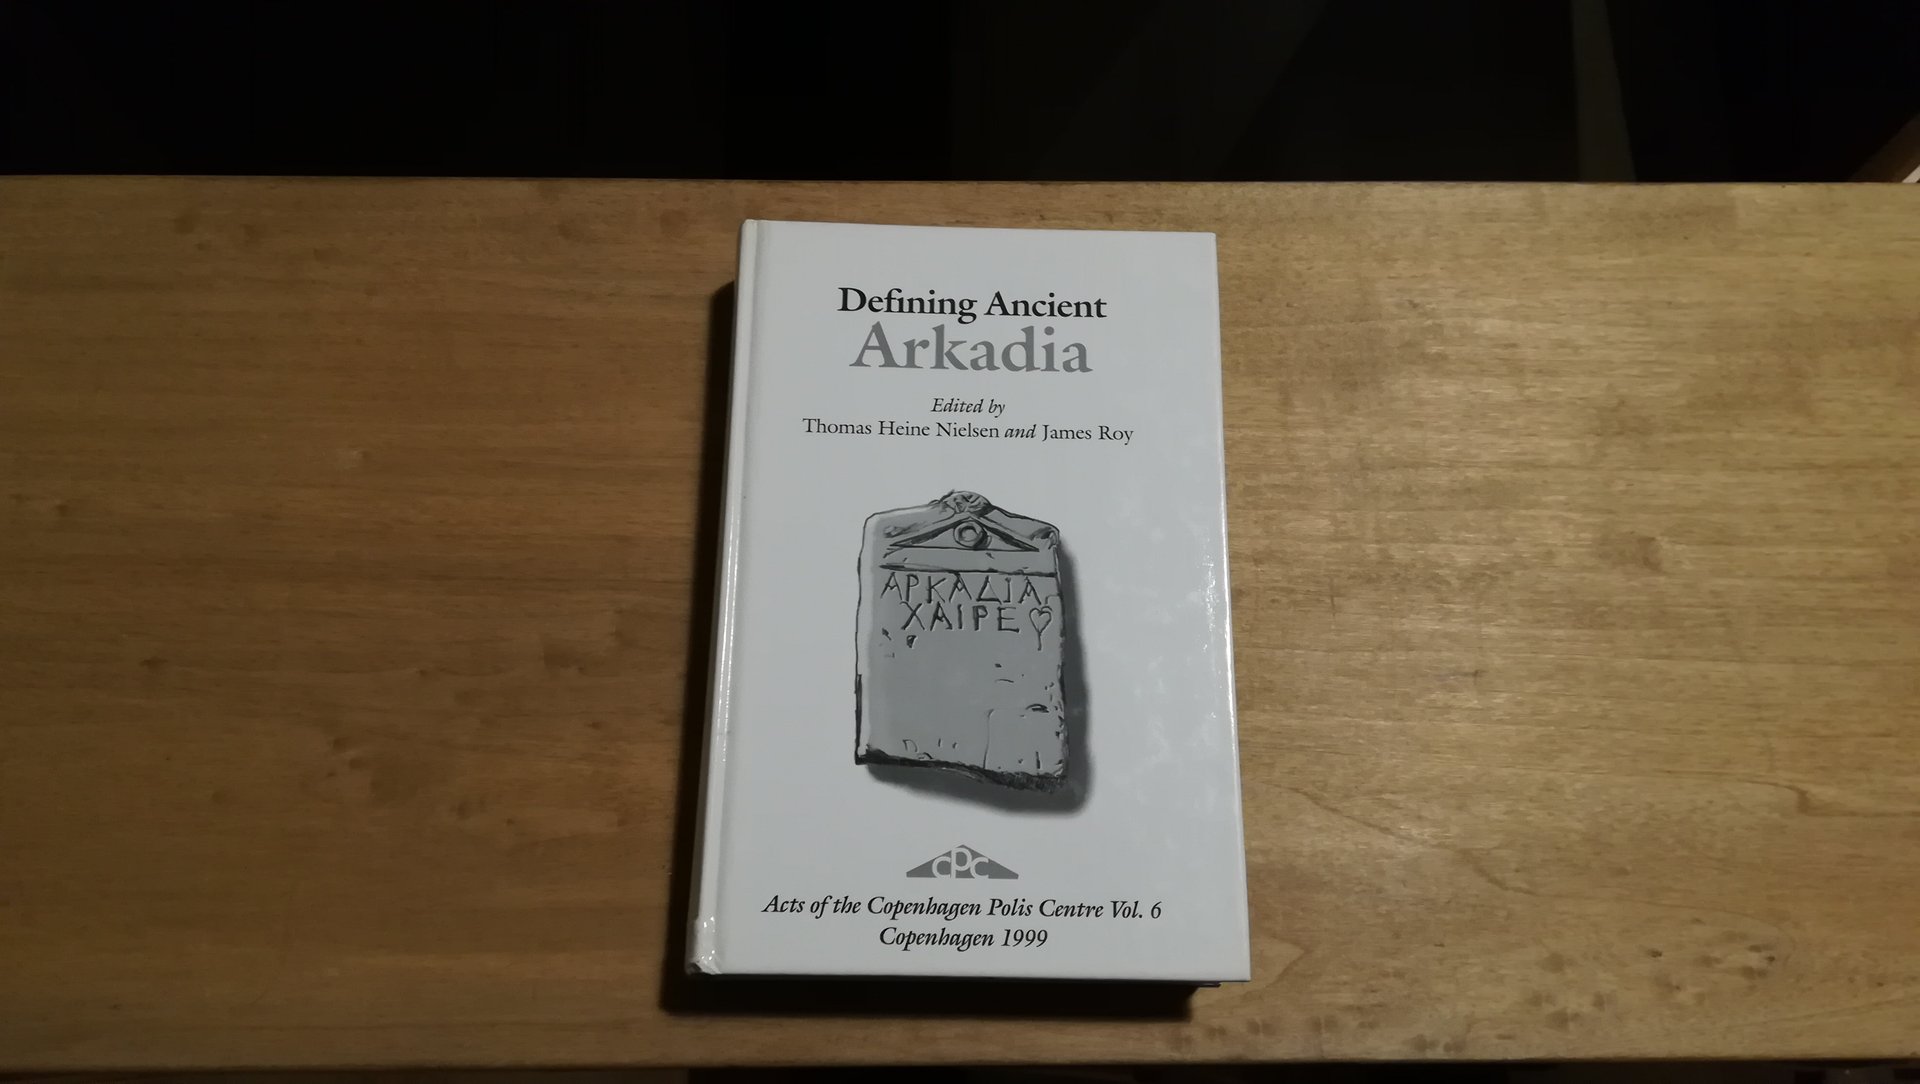 Defining Ancient
Arkadia
Edited by
Thomas Heine Nielsen and James Roy
ΑΡΚΑΔΙΑ
ΧΑΙΡΕ
CPC
Acts of the Copenhagen Polis Centre Vol. 6
Copenhagen 1999